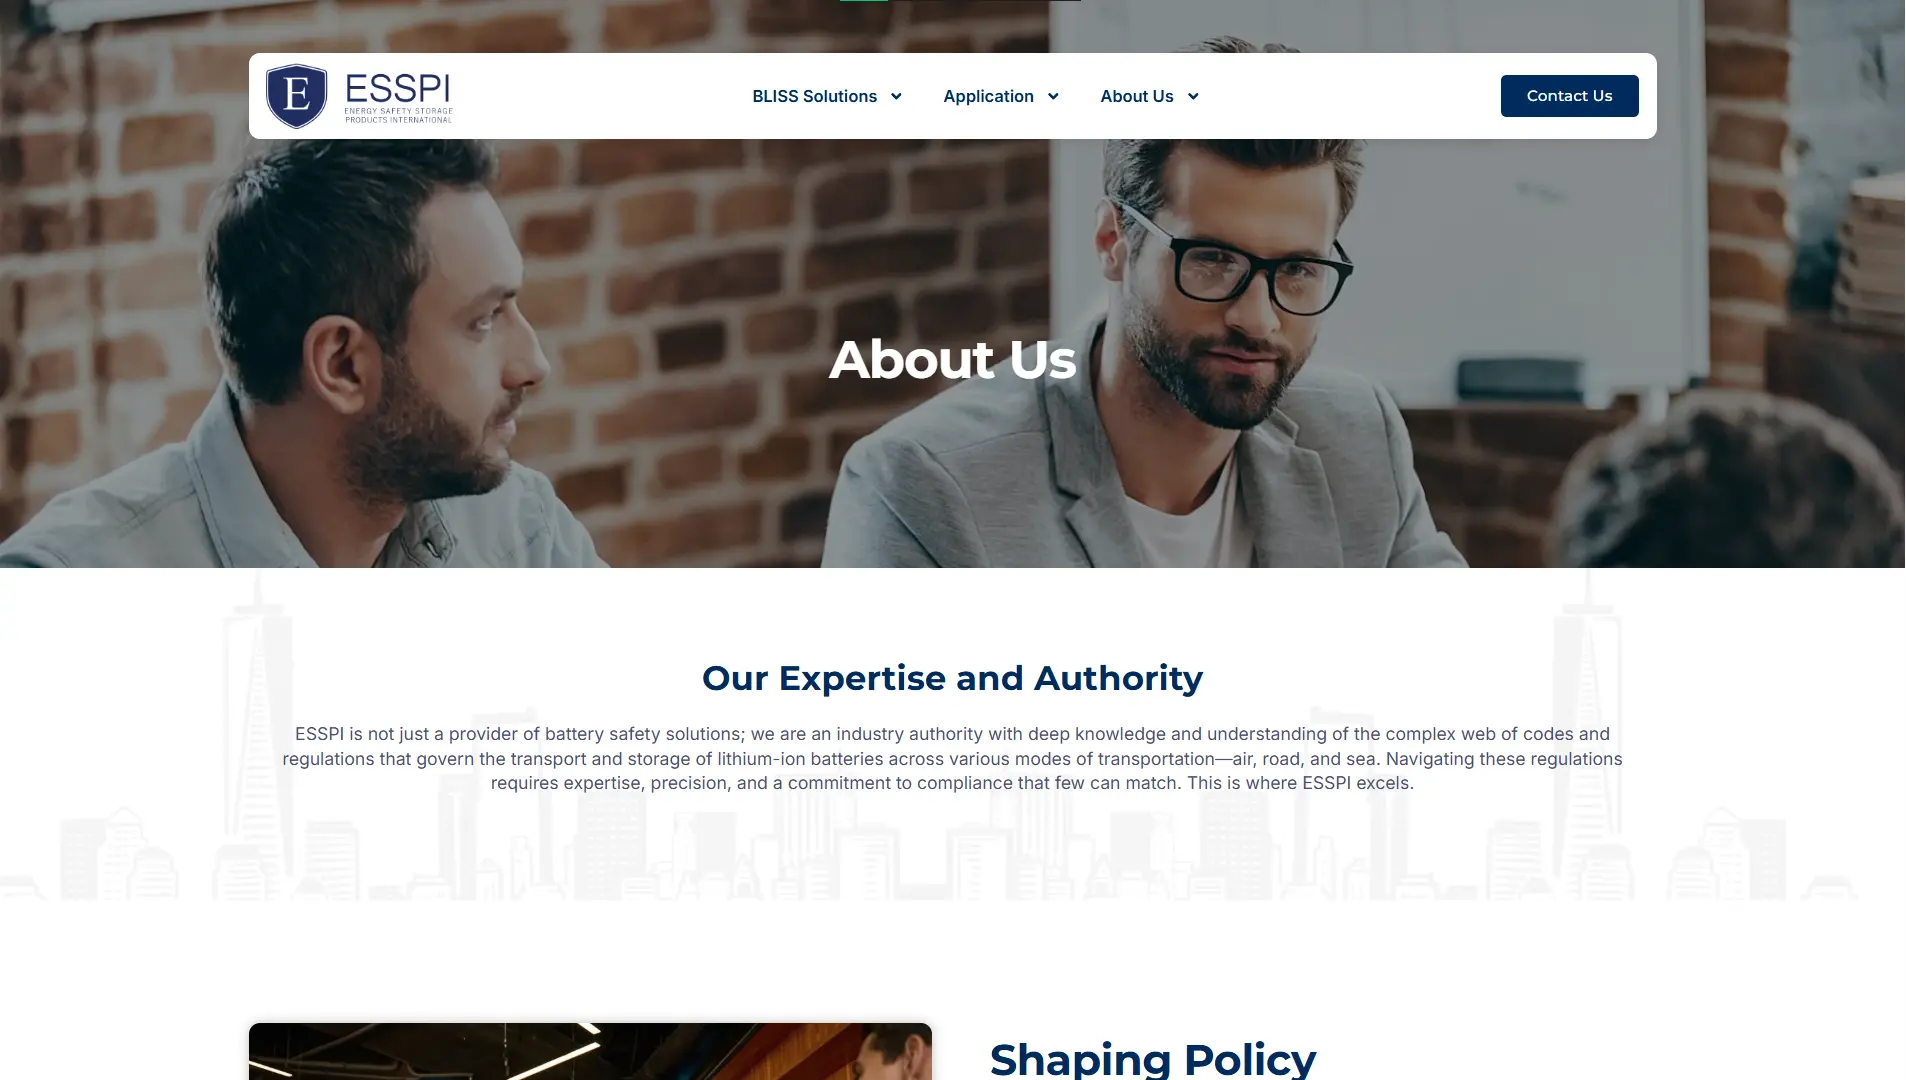 E
ESSPI
ENERGY SAFETY STORAGE
PRODUCTS INTERNATIONAL
BLISS Solutions
Application
About Us
Contact Us
About Us
Our Expertise and Authority
ESSPI is not just a provider of battery safety solutions; we are an industry authority with deep knowledge and understanding of the complex web of codes and
regulations that govern the transport and storage of lithium-ion batteries across various modes of transportation—air, road, and sea. Navigating these regulations
requires expertise, precision, and a commitment to compliance that few can match. This is where ESSPI excels.
Shaping Policy